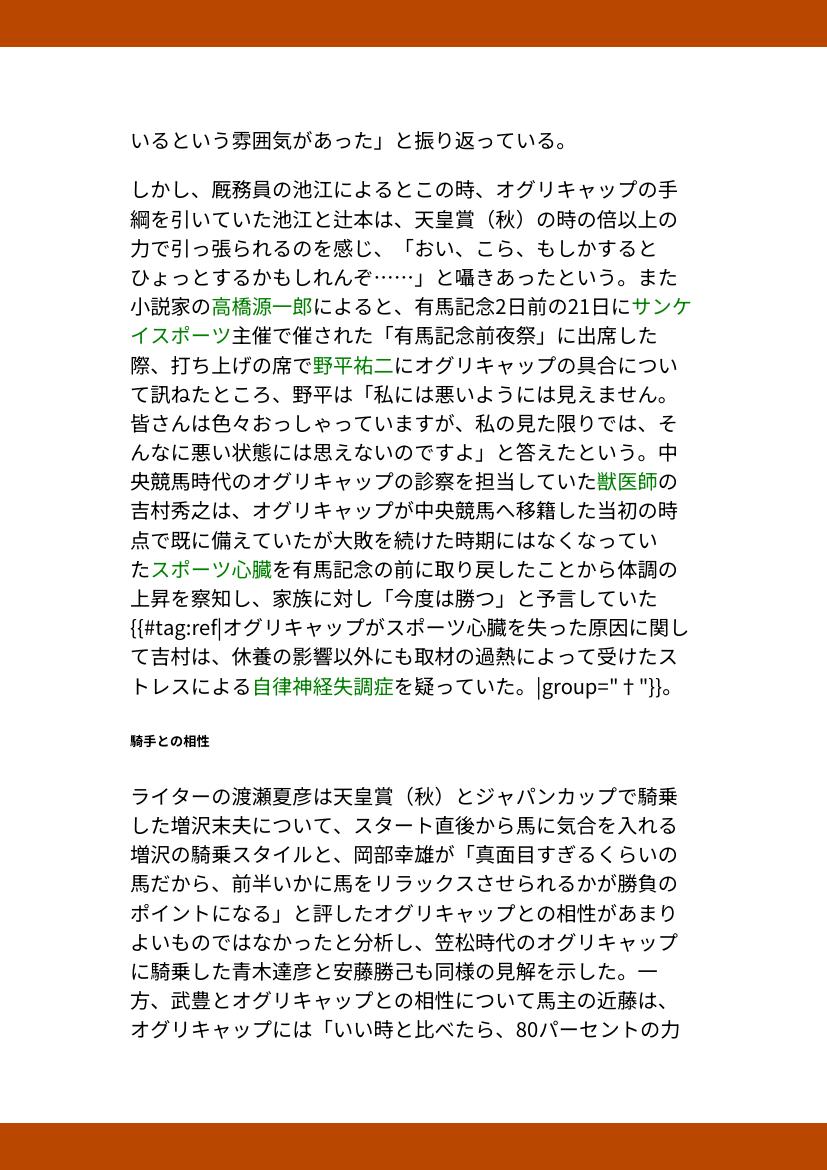 いるという雰囲気があった」と振り返っている。
しかし、厩務員の池江によるとこの時、オグリキャップの手
綱を引いていた池江と辻本は、天皇賞（秋）の時の倍以上の
力で引っ張られるのを感じ、「おい、こら、もしかすると
ひょっとするかもしれんぞ……」と囁きあったという。また
小説家の高橋源一郎によると、有馬記念2日前の21日にサンケ
イスポーツ主催で催された「有馬記念前夜祭」に出席した
際、打ち上げの席で野平祐二にオグリキャップの具合につい
て訊ねたところ、野平は「私には悪いようには見えません。
皆さんは色々おっしゃっていますが、私の見た限りでは、そ
んなに悪い状態には思えないのですよ」と答えたという。中
央競馬時代のオグリキャップの診察を担当していた獣医師の
吉村秀之は、オグリキャップが中央競馬へ移籍した当初の時
点で既に備えていたが大敗を続けた時期にはなくなってい
たスポーツ心臓を有馬記念の前に取り戻したことから体調の
上昇を察知し、家族に対し「今度は勝つ」と予言していた
{{#tag:ref|オグリキャップがスポーツ心臓を失った原因に関し
て吉村は、休養の影響以外にも取材の過熱によって受けたス
トレスによる自律神経失調症を疑っていた。|group="†"}}。
騎手との相性
ライターの渡瀬夏彦は天皇賞（秋）とジャパンカップで騎乗
した増沢末夫について、スタート直後から馬に気合を入れる
増沢の騎乗スタイルと、岡部幸雄が「真面目すぎるくらいの
馬だから、前半いかに馬をリラックスさせられるかが勝負の
ポイントになる」と評したオグリキャップとの相性があまり
よいものではなかったと分析し、笠松時代のオグリキャップ
に騎乗した青木達彦と安藤勝己も同様の見解を示した。一
方、武豊とオグリキャップとの相性について馬主の近藤は、
オグリキャップには「いい時と比べたら、80パーセントの力